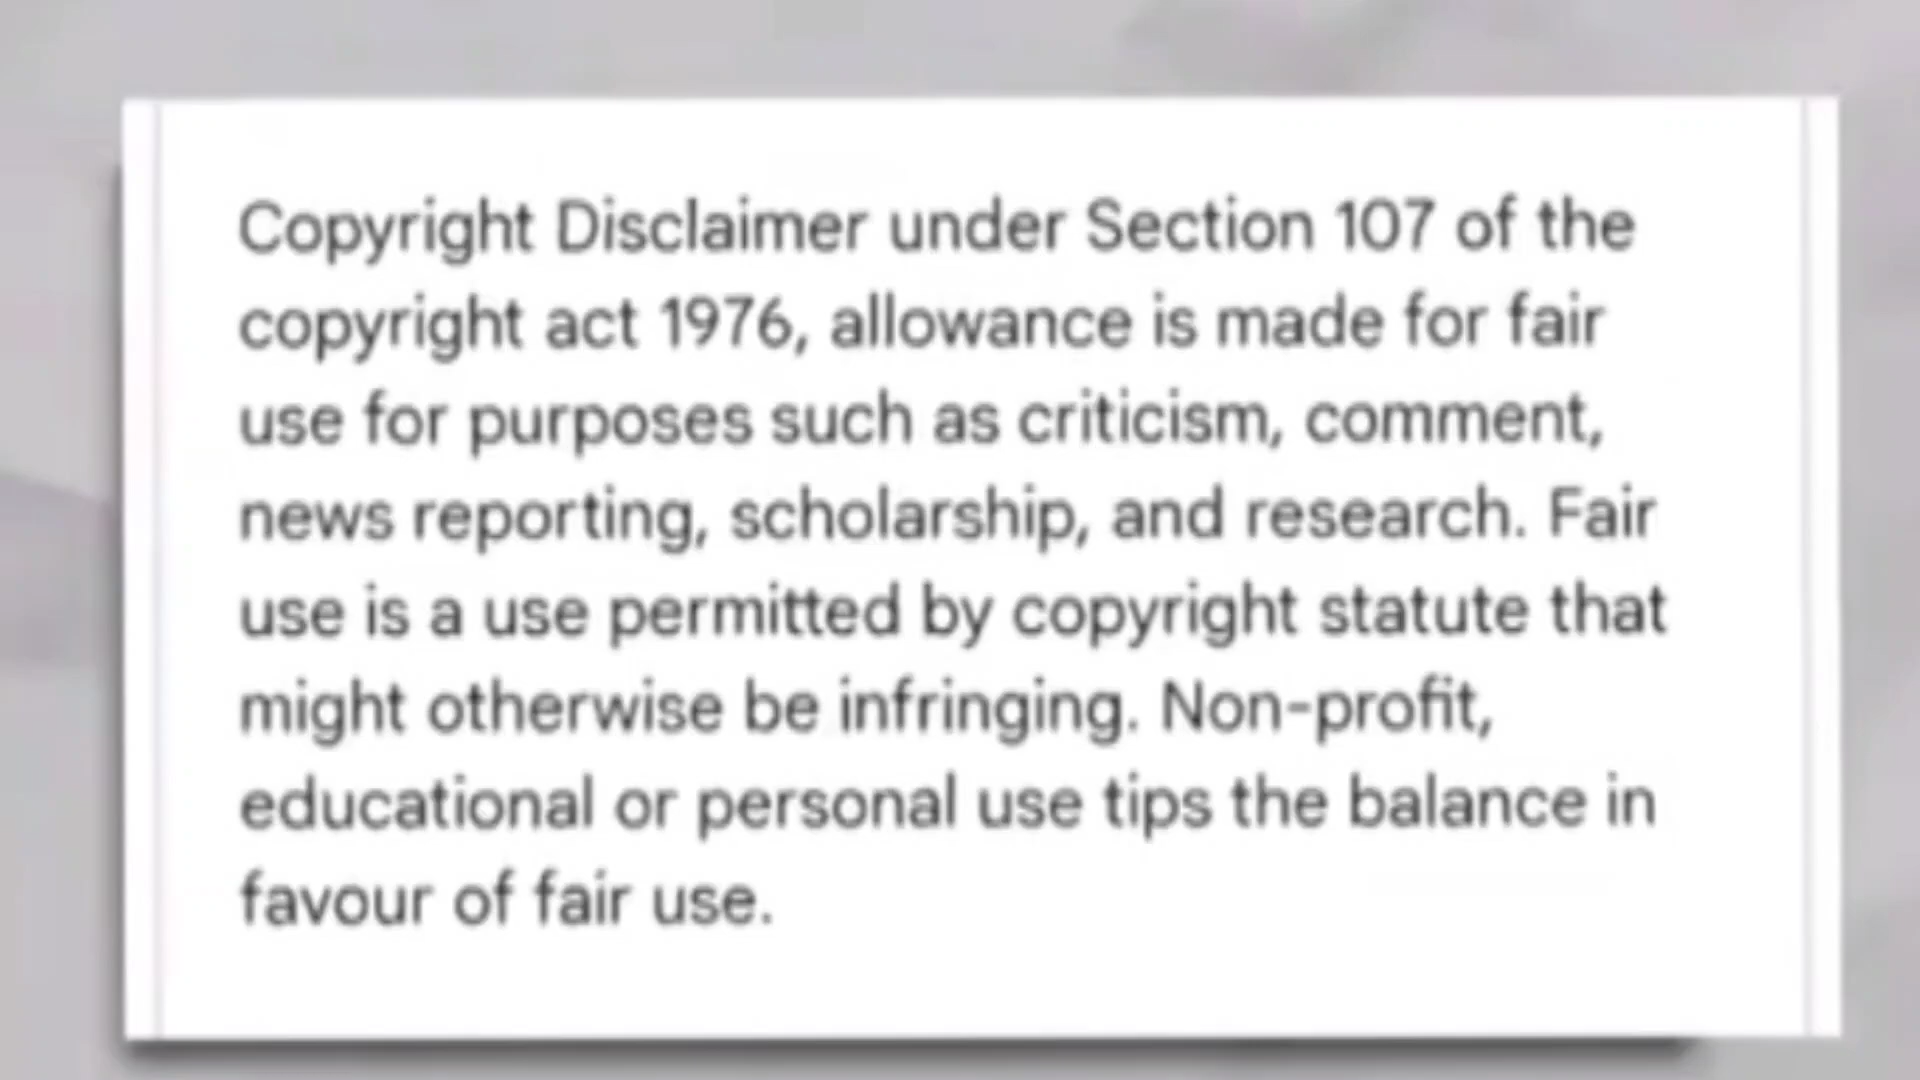 Copyright Disclaimer under Section 107 of the
copyright act 1976, allowance is made for fair
use for purposes such as criticism, comment,
news reporting, scholarship, and research. Fair
use is a use permitted by copyright statute that
might otherwise be infringing. Non-profit,
educational or personal use tips the balance in
favour of fair use.